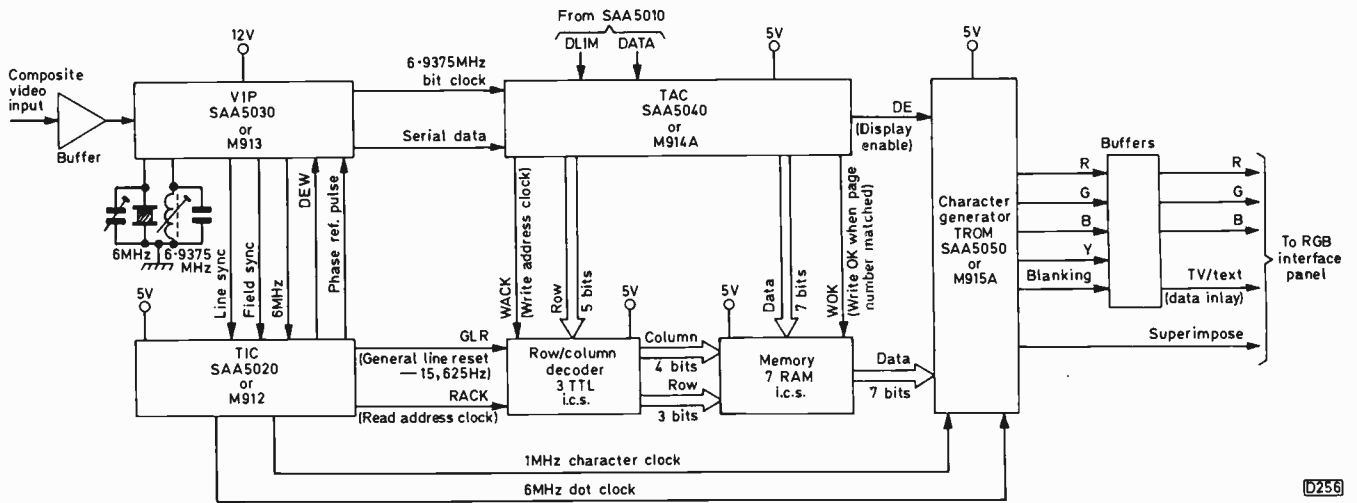 From SAA5010
DLIM DATA
12V
5V
5V
Composite
video
input
Buffer
VIP
SAA5030
or
M913
6·9375MHz
bit clock
Serial data
TAC
SAA5040
or
M914A
DE
(Display
enable)
6MHz
6·9375
MHz
Line sync
Field sync
6MHz
DEW
Phase ref. pulse
WACK
(Write address clock)
Row
5 bits
Data
7 bits
WOK
(Write OK when page
number matched)
Character
generator
TROM
SAA5050
or
M915A
R
G
B
Y
Blanking
Buffers
R
G
B
TV/text
(data inlay)
Superimpose
To RGB
interface
panel
5V
TIC
SAA5020
or
M912
GLR
(General line reset
—15,625Hz)
RACK
(Read address clock)
5V
Row/column
decoder
3 TTL
i.c.s.
Column
4 bits
Row
3 bits
5V
Memory
7 RAM
i.c.s.
Data
7 bits
1MHz character clock
6MHz dot clock
D256